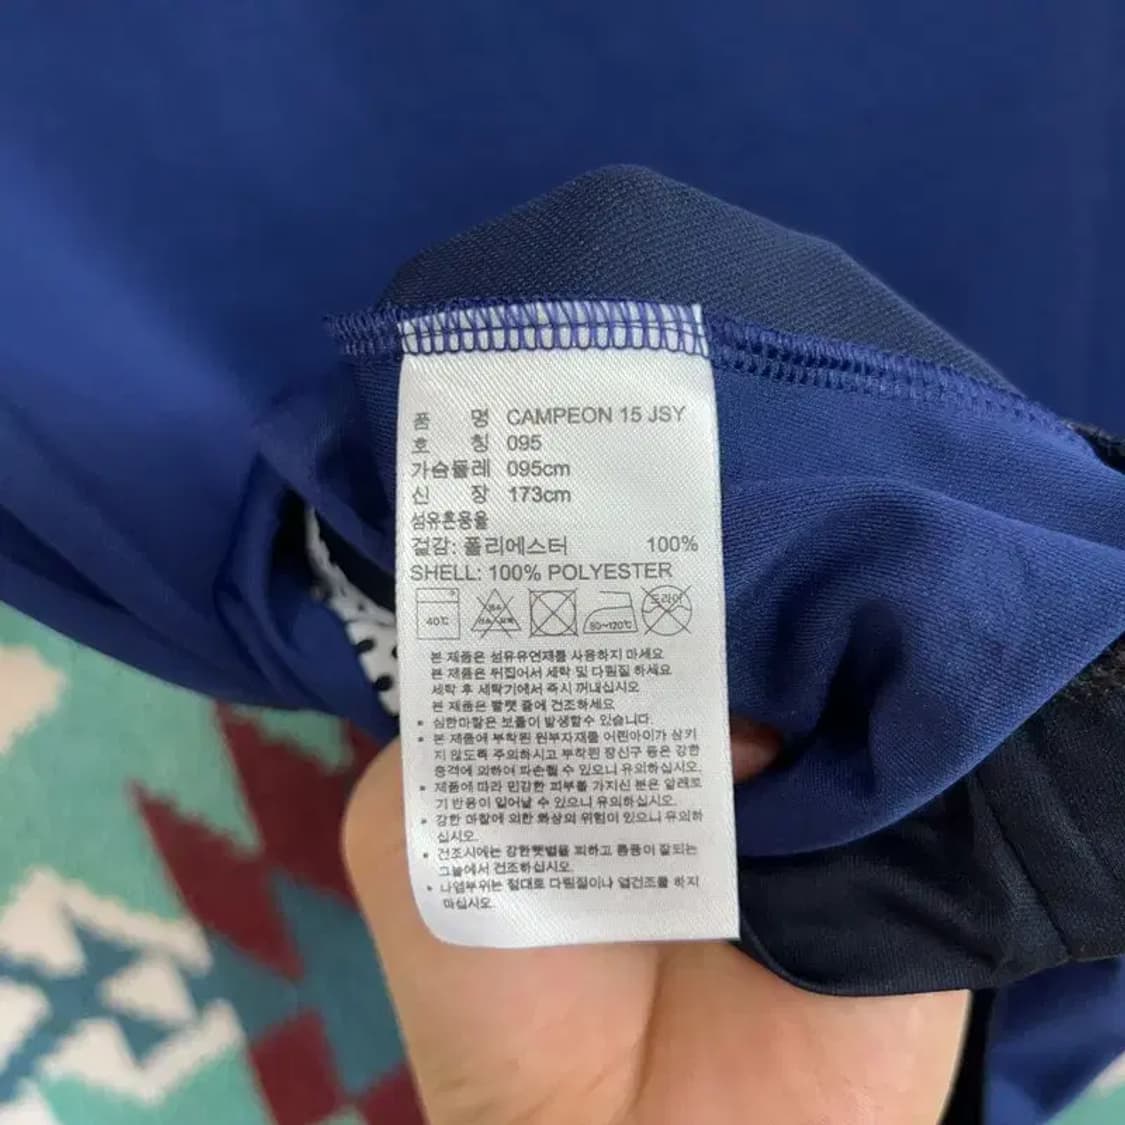 품 명 CAMPEON 15 JSY
호 칭 095
가슴둘레 095cm
신 장 173cm
섬유혼용율
겉감: 폴리에스터 100%
SHELL: 100% POLYESTER
40℃ 염소 산소표백 80~120℃ 드라이
본 제품은 섬유유연제를 사용하지 마세요
본 제품은 뒤집어서 세탁 및 다림질 하세요
세탁 후 세탁기에서 즉시 꺼내십시오
본 제품은 빨랫 줄에 건조하세요
• 심한마찰은 보풀이 발생할수 있습니다.
• 본 제품에 부착된 원부자재를 어린아이가 삼키
지 않도록 주의하시고 부착된 장신구 등은 강한
충격에 의하여 파손될 수 있으니 유의하십시오.
• 제품에 따라 민감한 피부를 가지신 분은 알레르
기 반응이 일어날 수 있으니 유의하십시오.
• 강한 마찰에 의한 화상의 위험이 있으니 유의하
십시오.
• 건조시에는 강한햇볕을 피하고 통풍이 잘되는
그늘에서 건조하십시오.
• 나염부위는 절대로 다림질이나 열건조를 하지
마십시오.